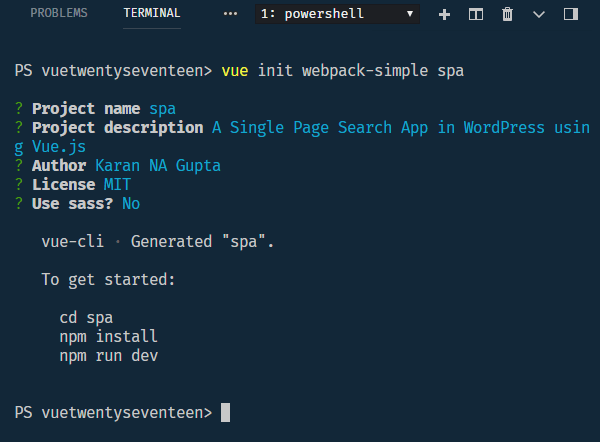 PROBLEMS TERMINAL ••• 1: powershell
PS vuetwentyseventeen> vue init webpack-simple spa
? Project name spa
? Project description A Single Page Search App in WordPress usin
g Vue.js
? Author Karan NA Gupta
? License MIT
? Use sass? No
vue-cli · Generated "spa".
To get started:
cd spa
npm install
npm run dev
PS vuetwentyseventeen>